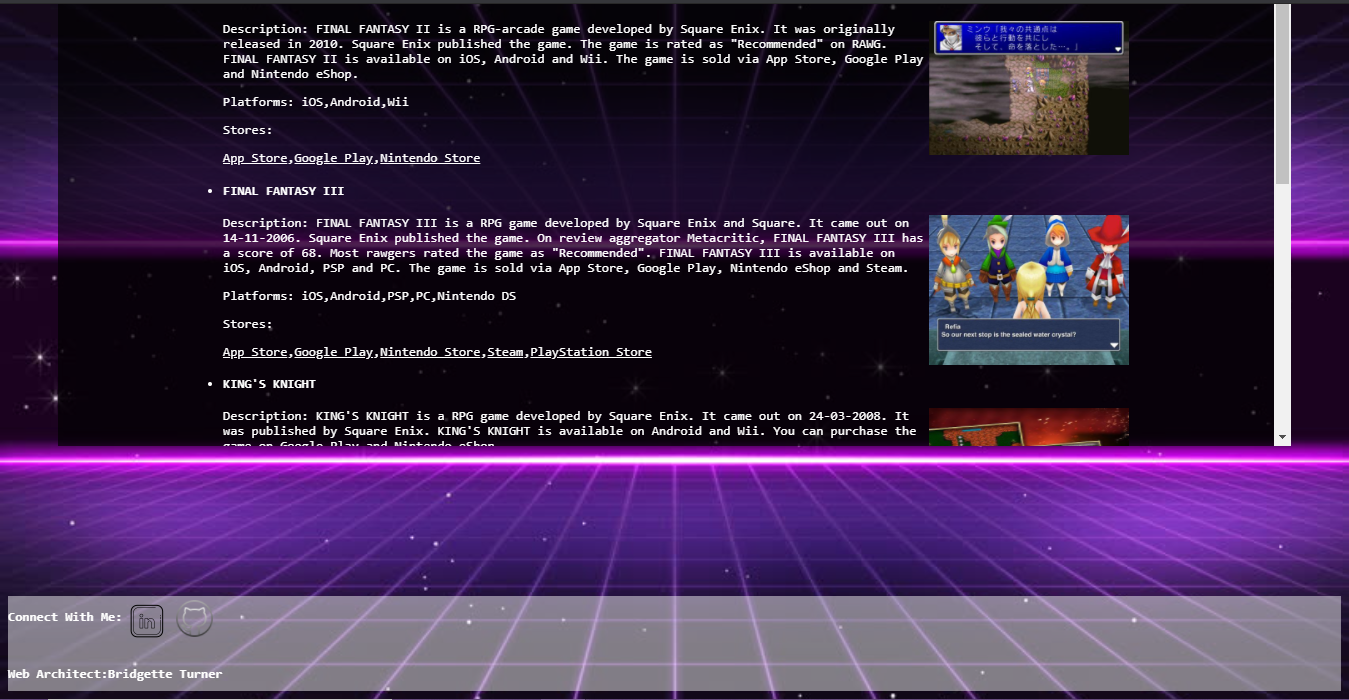 Description: FINAL FANTASY II is a RPG-arcade game developed by Square Enix. It was originally
released in 2010. Square Enix published the game. The game is rated as "Recommended" on RAWG.
FINAL FANTASY II is available on iOS, Android and Wii. The game is sold via App Store, Google Play
and Nintendo eShop.
ミンウ「我々の共通点は
彼らと行動を共にし
そして、命を落とした…。」
Platforms: iOS,Android,Wii
Stores:
App Store,Google Play,Nintendo Store
• FINAL FANTASY III
Description: FINAL FANTASY III is a RPG game developed by Square Enix and Square. It came out on
14-11-2006. Square Enix published the game. On review aggregator Metacritic, FINAL FANTASY III has
a score of 68. Most rawgers rated the game as "Recommended". FINAL FANTASY III is available on
iOS, Android, PSP and PC. The game is sold via App Store, Google Play, Nintendo eShop and Steam.
Platforms: iOS,Android,PSP,PC,Nintendo DS
Stores:
App Store,Google Play,Nintendo Store,Steam,PlayStation Store
Refia
So our next stop is the sealed water crystal?
• KING'S KNIGHT
Description: KING'S KNIGHT is a RPG game developed by Square Enix. It came out on 24-03-2008. It
was published by Square Enix. KING'S KNIGHT is available on Android and Wii. You can purchase the
game on Google Play and Nintendo eShop.
Connect With Me: in
Web Architect:Bridgette Turner